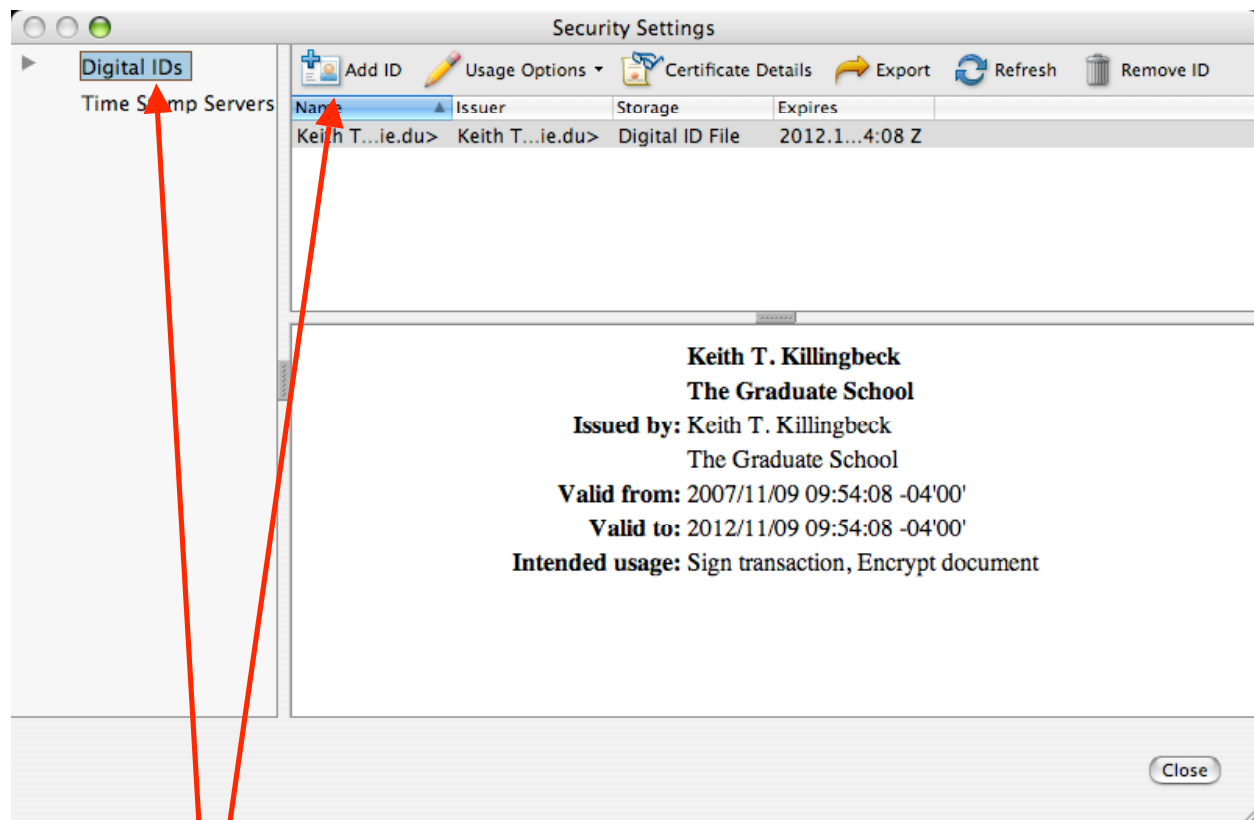 Security Settings
Digital IDs
Time Stamp Servers
Add ID Usage Options Certificate Details Export Refresh Remove ID
Name Issuer Storage Expires
Keith T...ie.du> Keith T...ie.du> Digital ID File 2012.1...4:08 Z
Keith T. Killingbeck
The Graduate School
Issued by: Keith T. Killingbeck
The Graduate School
Valid from: 2007/11/09 09:54:08 -04'00'
Valid to: 2012/11/09 09:54:08 -04'00'
Intended usage: Sign transaction, Encrypt document
Close